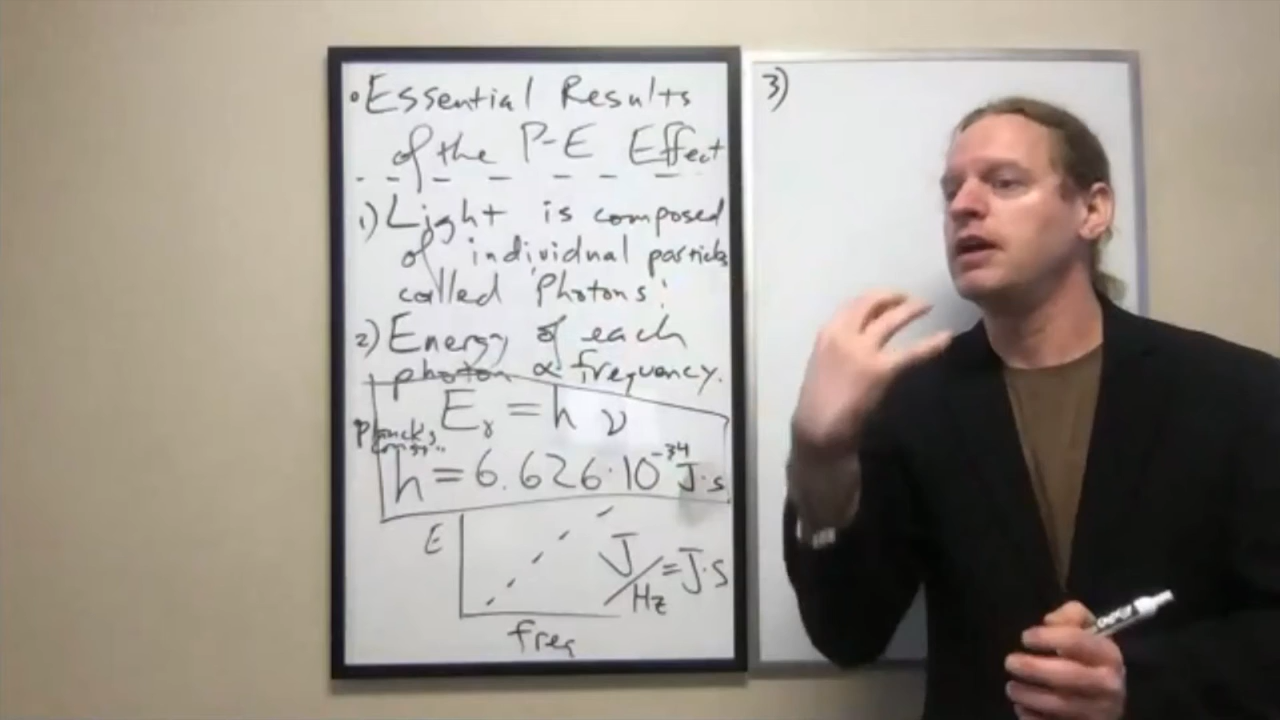 • Essential Results
of the P-E Effect
1) Light is composed
of individual particles
called 'Photons'.
2) Energy of each
photon ∝ frequency.
E_γ = h ν
Planck's
h = 6.626·10⁻³⁴ J·s
E
J/Hz = J·s
freq
3)
EXPO